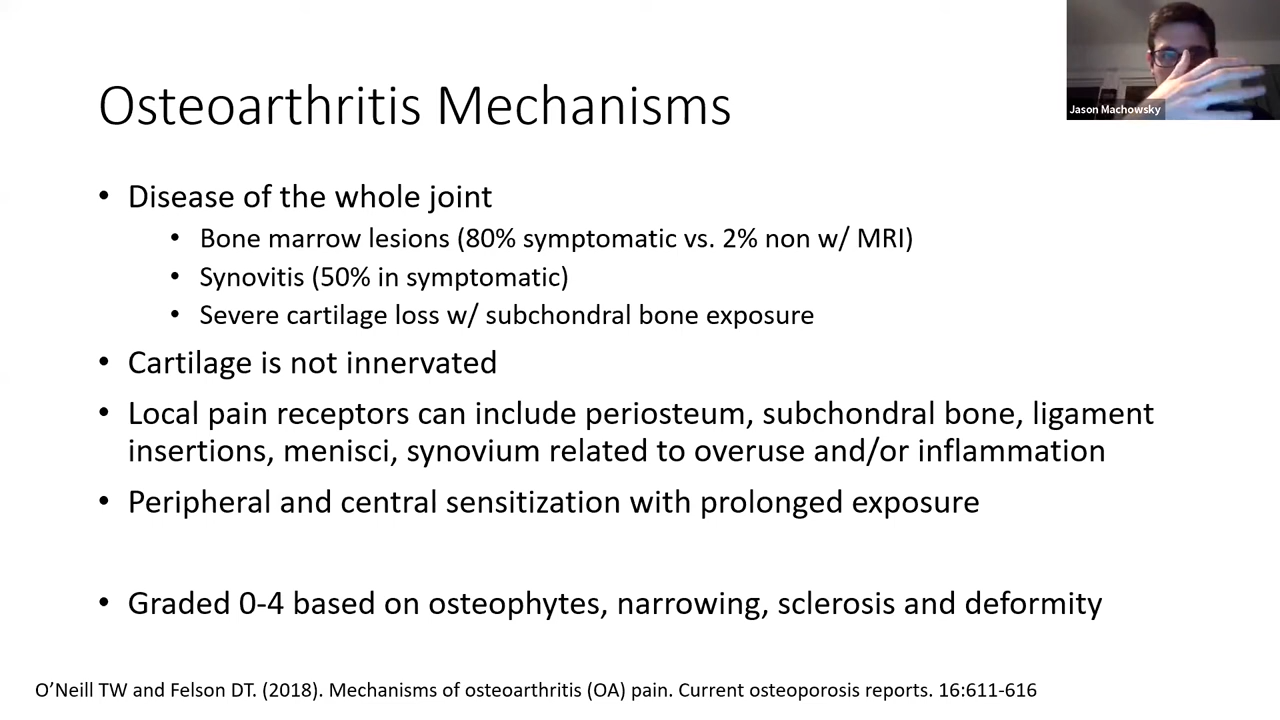 Jason Machowsky
Osteoarthritis Mechanisms
• Disease of the whole joint
• Bone marrow lesions (80% symptomatic vs. 2% non w/ MRI)
• Synovitis (50% in symptomatic)
• Severe cartilage loss w/ subchondral bone exposure
• Cartilage is not innervated
• Local pain receptors can include periosteum, subchondral bone, ligament
insertions, menisci, synovium related to overuse and/or inflammation
• Peripheral and central sensitization with prolonged exposure
• Graded 0-4 based on osteophytes, narrowing, sclerosis and deformity
O’Neill TW and Felson DT. (2018). Mechanisms of osteoarthritis (OA) pain. Current osteoporosis reports. 16:611-616